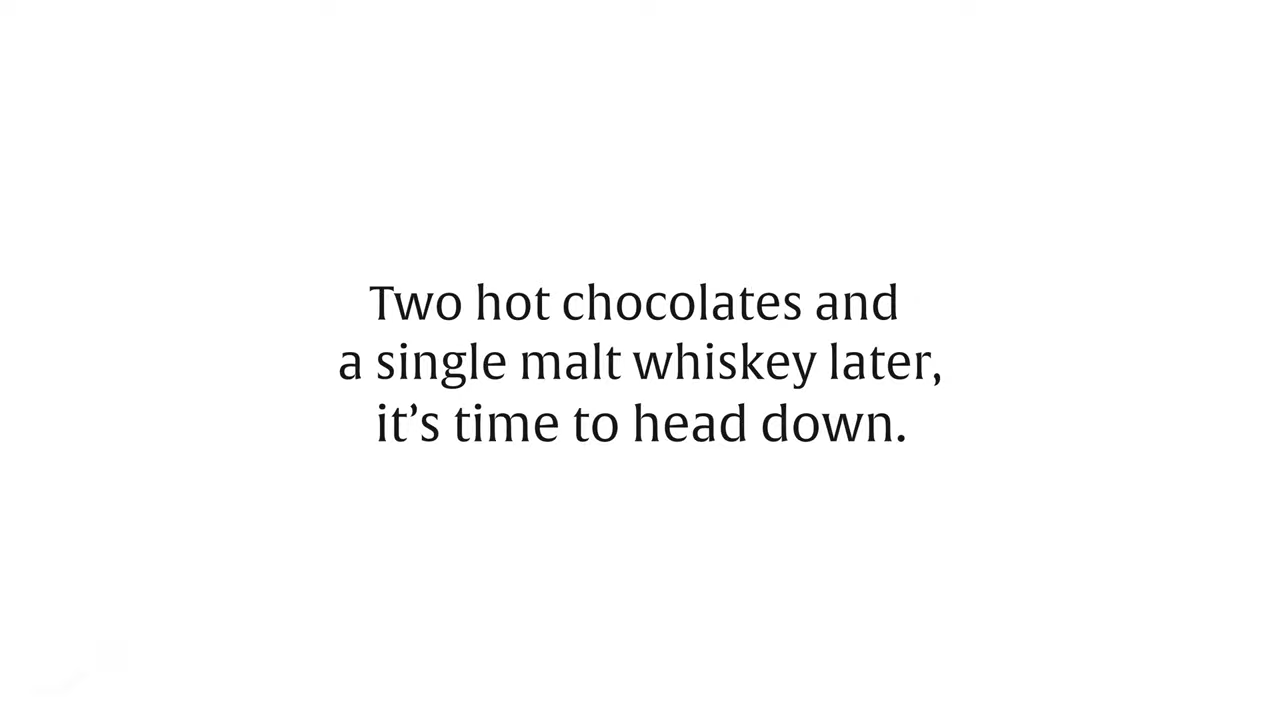 Two hot chocolates and
a single malt whiskey later,
it’s time to head down.